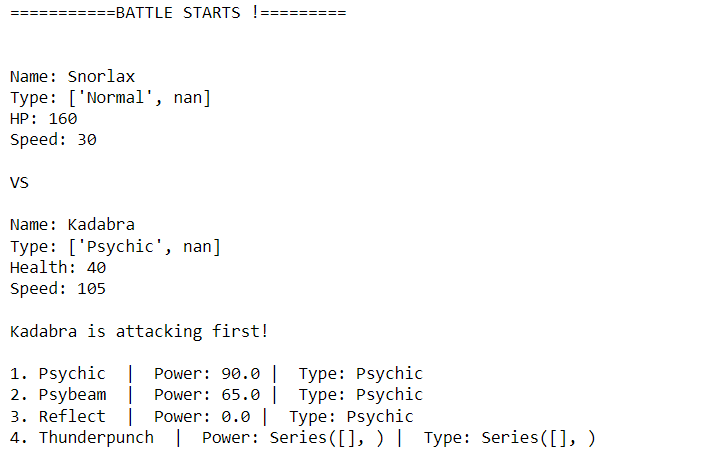 ===========BATTLE STARTS !=========
Name: Snorlax
Type: ['Normal', nan]
HP: 160
Speed: 30
VS
Name: Kadabra
Type: ['Psychic', nan]
Health: 40
Speed: 105
Kadabra is attacking first!
1. Psychic  |  Power: 90.0 |  Type: Psychic
2. Psybeam  |  Power: 65.0 |  Type: Psychic
3. Reflect  |  Power: 0.0 |  Type: Psychic
4. Thunderpunch  |  Power: Series([], ) |  Type: Series([], )